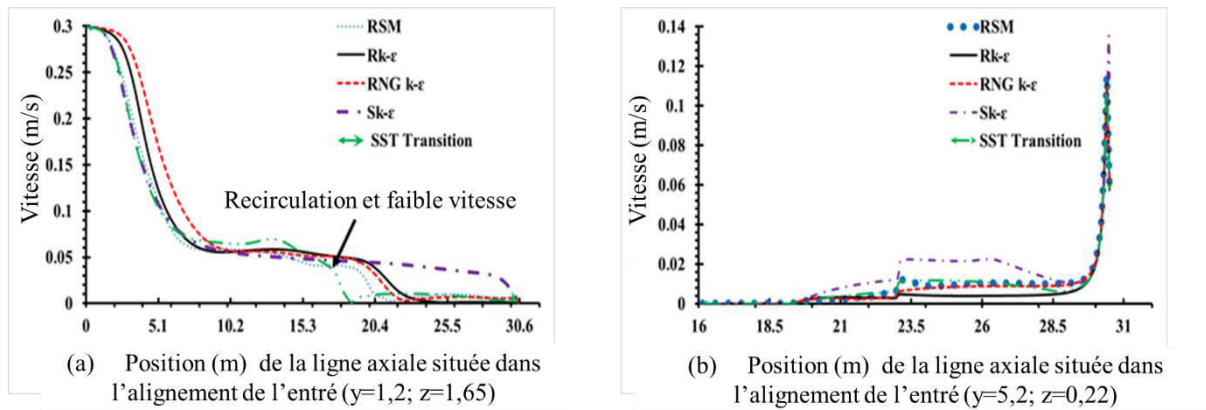 0.3
0.25
0.2
0.15
0.1
0.05
0
Vitesse (m/s)
RSM
Rk-ε
RNG k-ε
Sk-ε
SST Transition
Recirculation et faible vitesse
0 5.1 10.2 15.3 20.4 25.5 30.6
(a) Position (m) de la ligne axiale située dans
l’alignement de l’entré (y=1,2; z=1,65)
0.14
0.12
0.1
0.08
0.06
0.04
0.02
0
Vitesse (m/s)
RSM
Rk-ε
RNG k-ε
Sk-ε
SST Transition
16 18.5 21 23.5 26 28.5 31
(b) Position (m) de la ligne axiale située dans
l’alignement de l’entré (y=5,2; z=0,22)